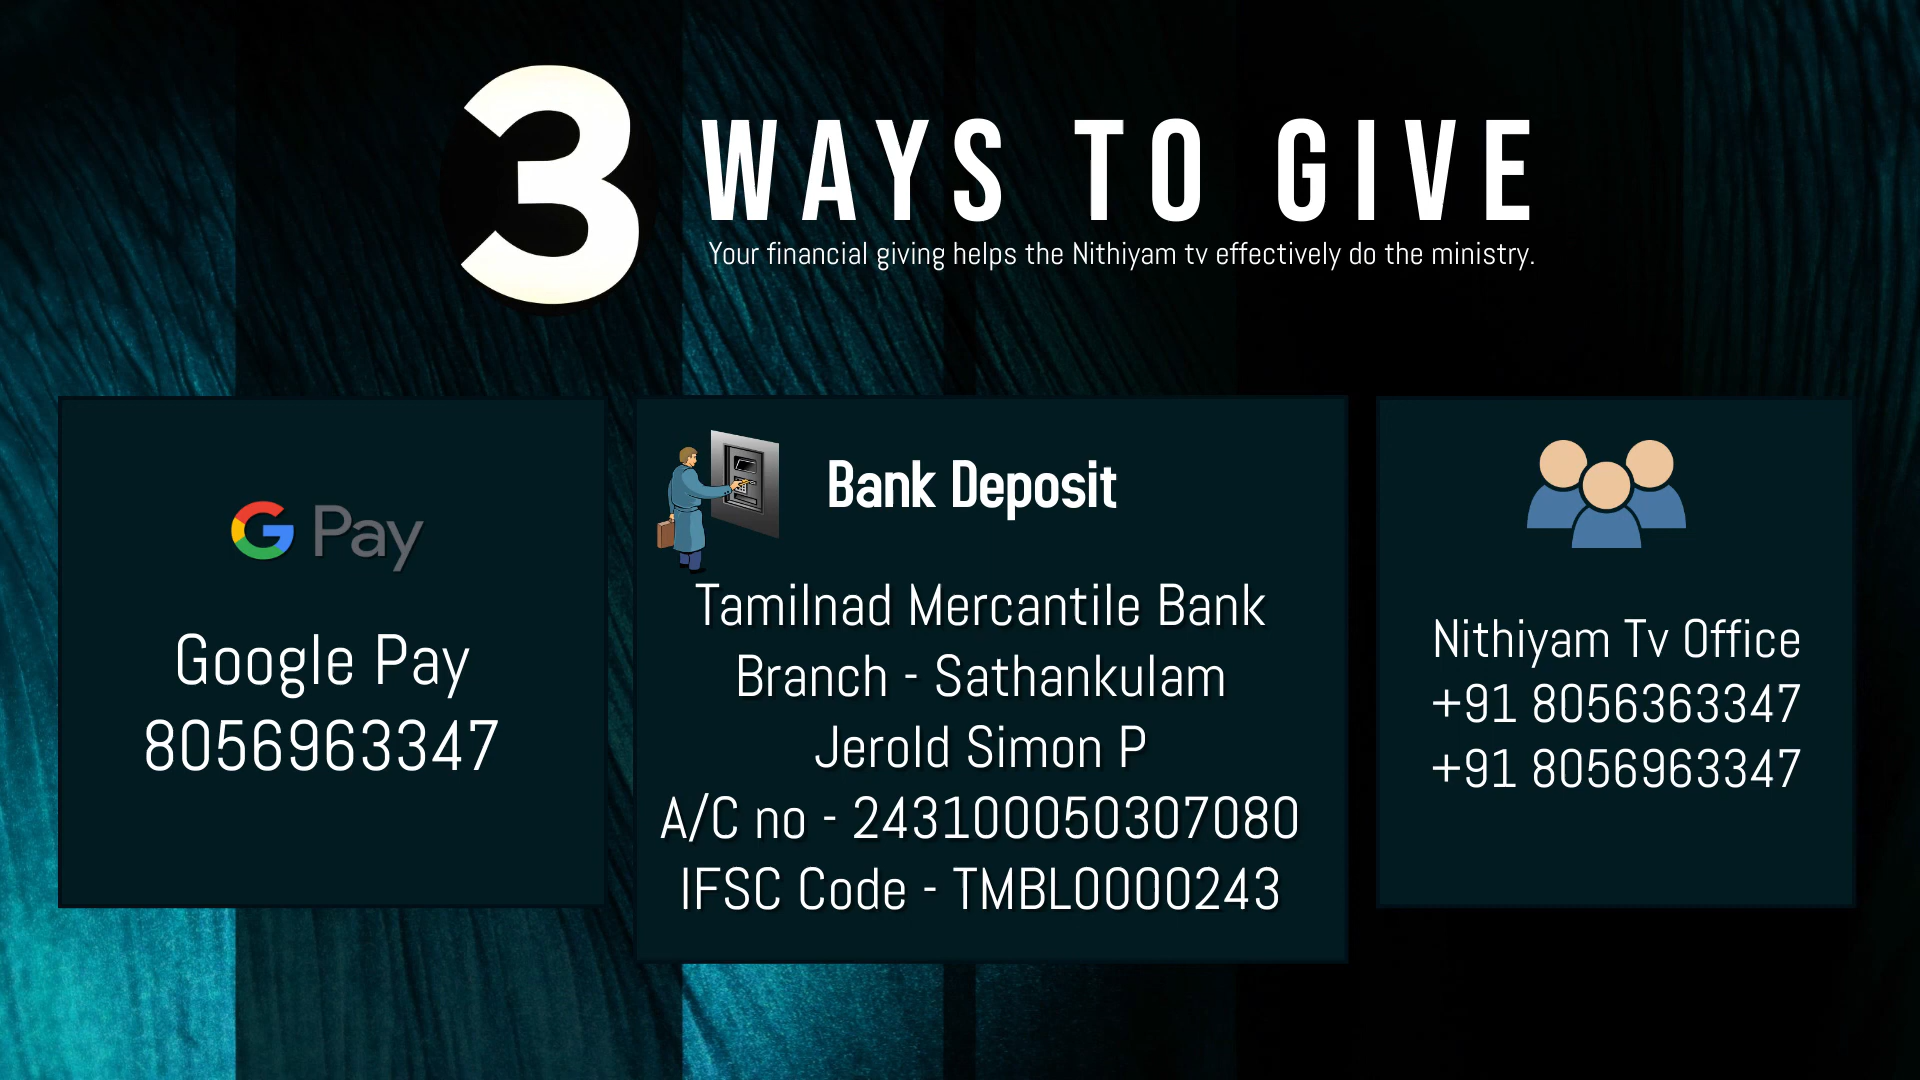 3 WAYS TO GIVE
Your financial giving helps the Nithiyam tv effectively do the ministry.
G Pay
Google Pay
8056963347
Bank Deposit
Tamilnad Mercantile Bank
Branch - Sathankulam
Jerold Simon P
A/C no - 243100050307080
IFSC Code - TMBL0000243
Nithiyam Tv Office
+91 8056363347
+91 8056963347